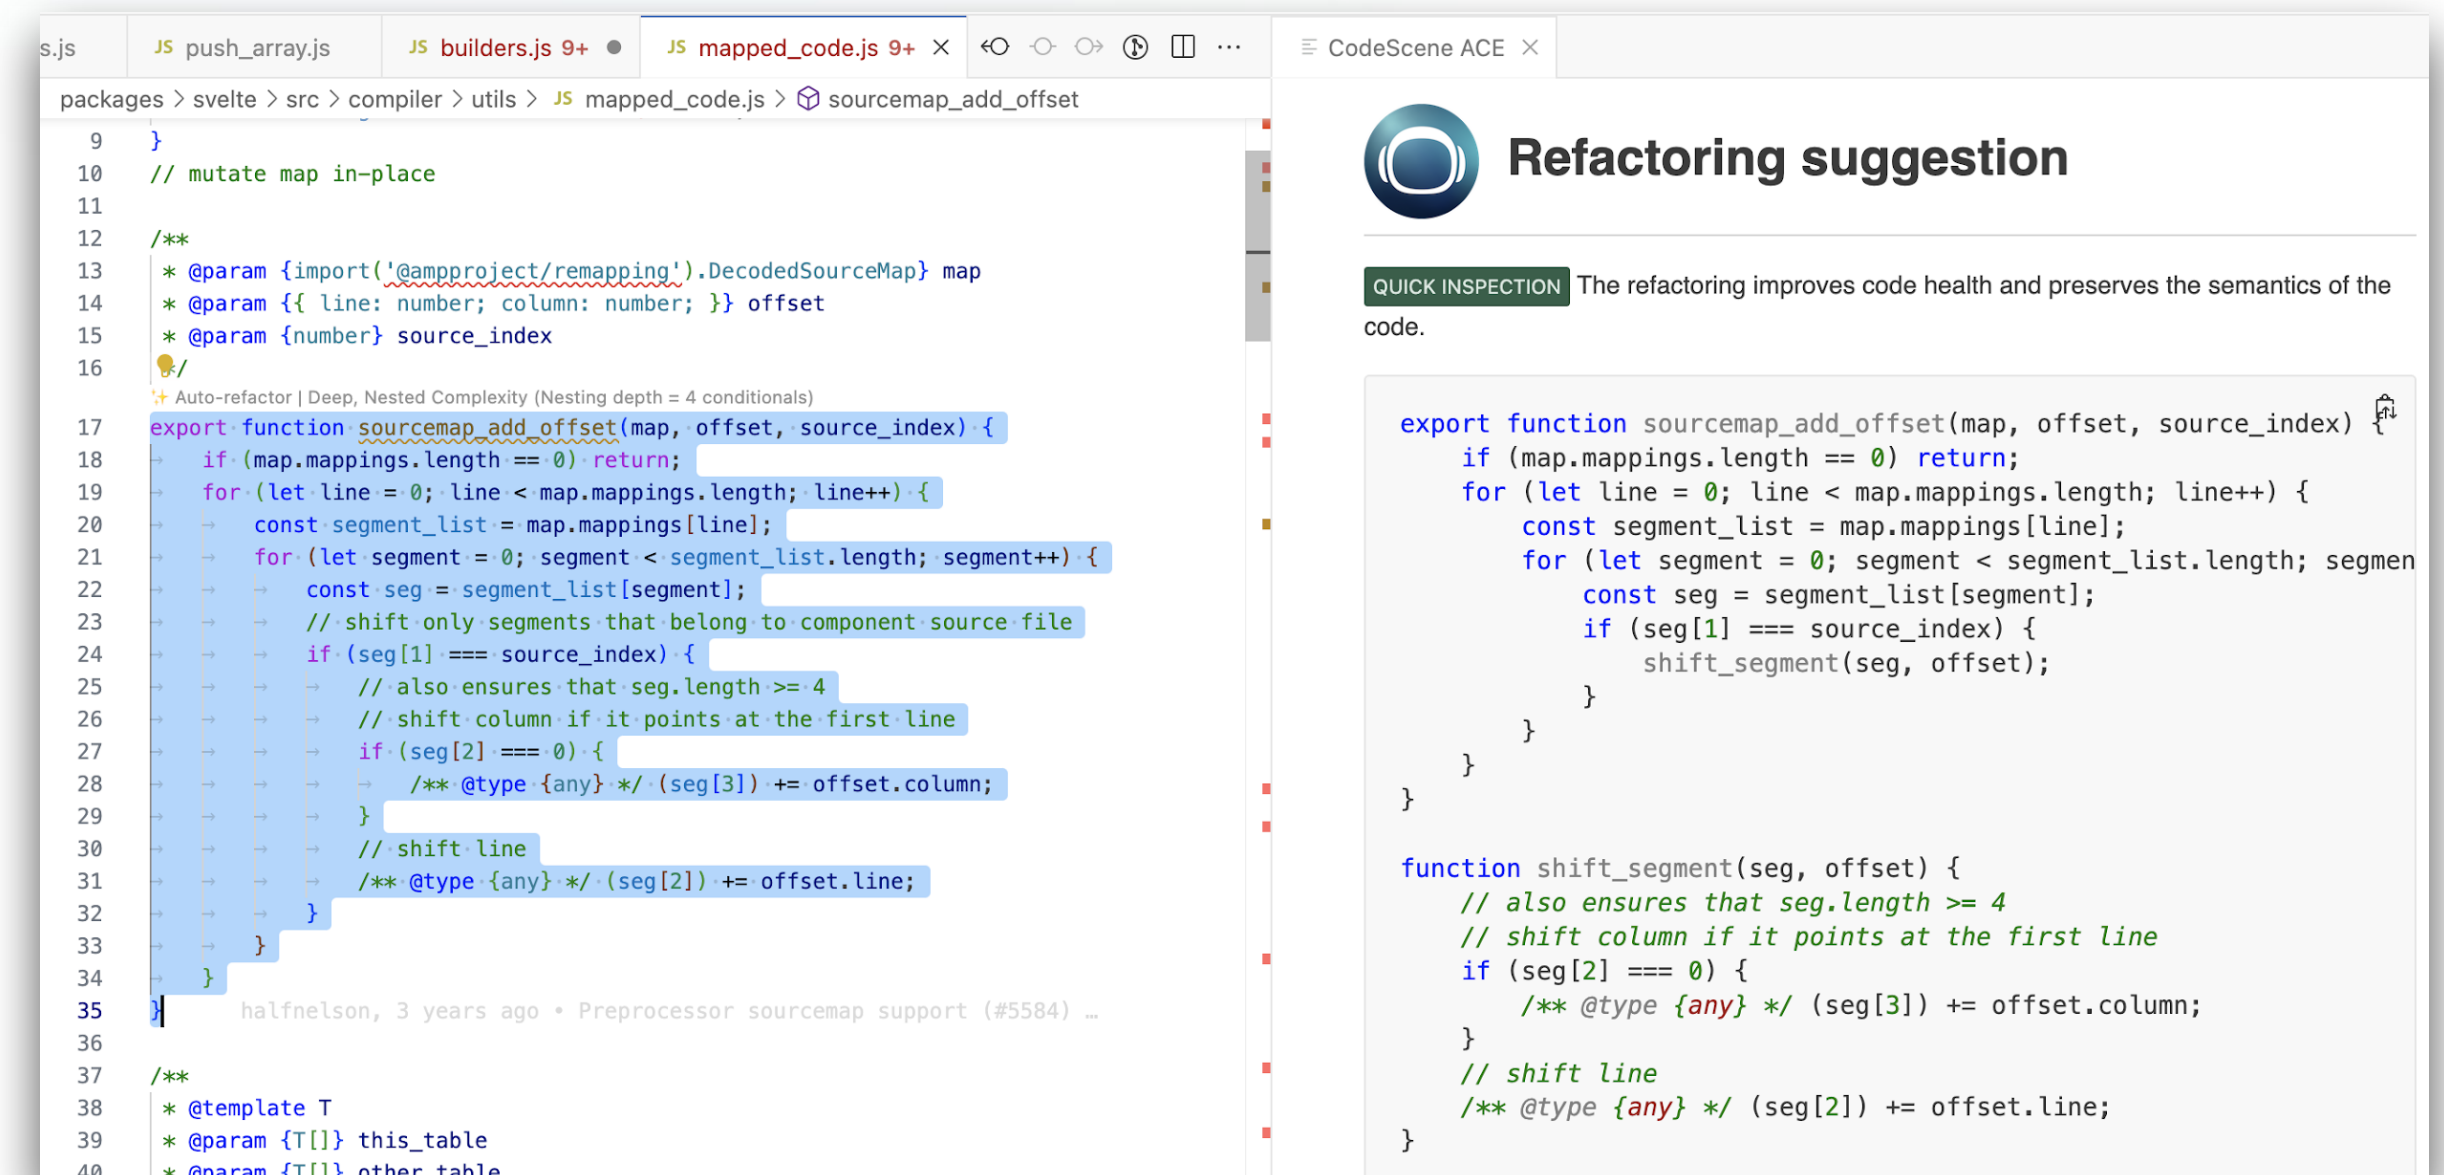 s.js
JS push_array.js
JS builders.js 9+
JS mapped_code.js 9+
CodeScene ACE
packages > svelte > src > compiler > utils > JS mapped_code.js > sourcemap_add_offset
9 }
10 // mutate map in-place
11
12 /**
13 * @param {import('@ampproject/remapping').DecodedSourceMap} map
14 * @param {{ line: number; column: number; }} offset
15 * @param {number} source_index
16 */
Auto-refactor | Deep, Nested Complexity (Nesting depth = 4 conditionals)
17 export function sourcemap_add_offset(map, offset, source_index) {
18 if (map.mappings.length == 0) return;
19 for (let line = 0; line < map.mappings.length; line++) {
20 const segment_list = map.mappings[line];
21 for (let segment = 0; segment < segment_list.length; segment++) {
22 const seg = segment_list[segment];
23 // shift only segments that belong to component source file
24 if (seg[1] === source_index) {
25 // also ensures that seg.length >= 4
26 // shift column if it points at the first line
27 if (seg[2] === 0) {
28 /** @type {any} */ (seg[3]) += offset.column;
29 }
30 // shift line
31 /** @type {any} */ (seg[2]) += offset.line;
32 }
33 }
34 }
35 } halfnelson, 3 years ago • Preprocessor sourcemap support (#5584) …
36
37 /**
38 * @template T
39 * @param {T[]} this_table
40 * @param {T[]} other_table
Refactoring suggestion
QUICK INSPECTION The refactoring improves code health and preserves the semantics of the
code.
export function sourcemap_add_offset(map, offset, source_index) {
if (map.mappings.length == 0) return;
for (let line = 0; line < map.mappings.length; line++) {
const segment_list = map.mappings[line];
for (let segment = 0; segment < segment_list.length; segmen
const seg = segment_list[segment];
if (seg[1] === source_index) {
shift_segment(seg, offset);
}
}
}
}
function shift_segment(seg, offset) {
// also ensures that seg.length >= 4
// shift column if it points at the first line
if (seg[2] === 0) {
/** @type {any} */ (seg[3]) += offset.column;
}
// shift line
/** @type {any} */ (seg[2]) += offset.line;
}